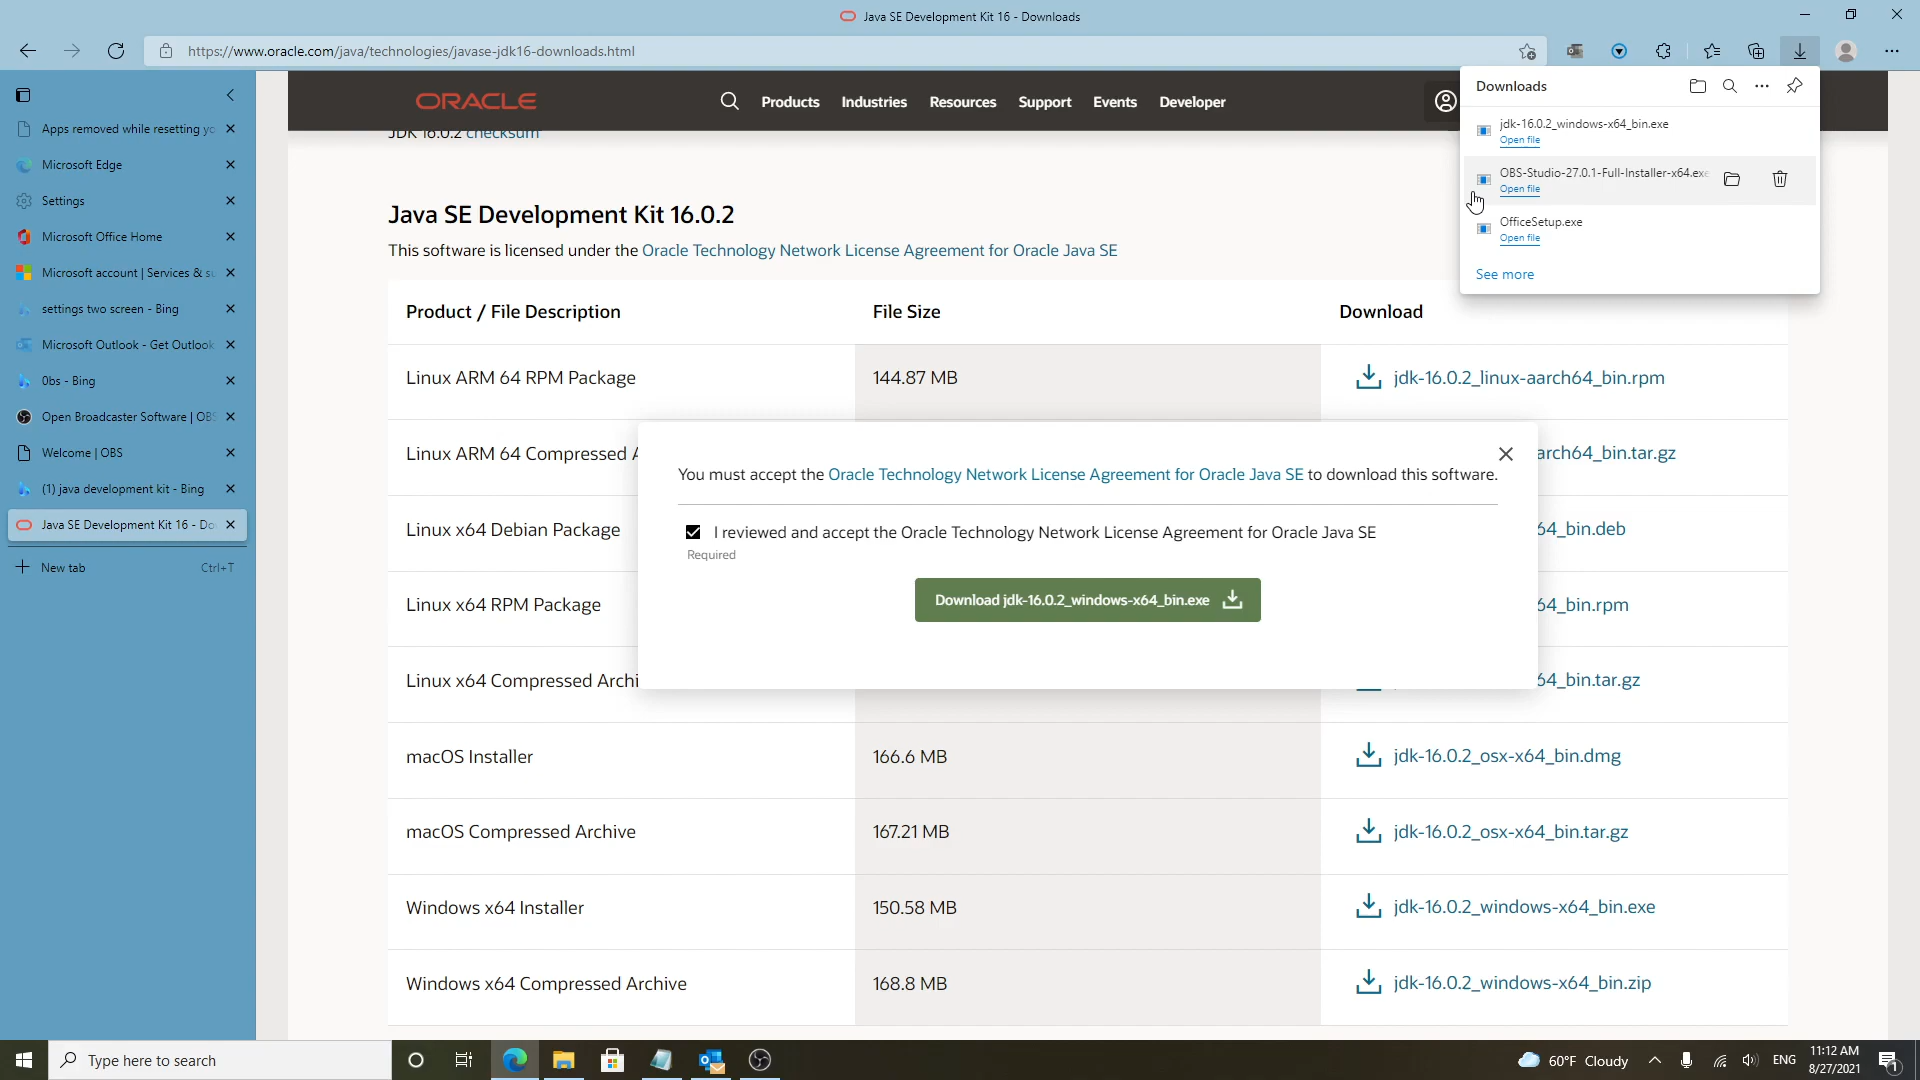 Java SE Development Kit 16 - Downloads
https://www.oracle.com/java/technologies/javase-jdk16-downloads.html
Apps removed while resetting yo
Microsoft Edge
Settings
Microsoft Office Home
Microsoft account | Services & su
settings two screen - Bing
Microsoft Outlook - Get Outlook
0bs - Bing
Open Broadcaster Software | OBS
Welcome | OBS
(1) java development kit - Bing
Java SE Development Kit 16 - Do
New tab Ctrl+T
ORACLE
Products Industries Resources Support Events Developer
JDK 16.0.2 checksum
Downloads
jdk-16.0.2_windows-x64_bin.exe
Open file
OBS-Studio-27.0.1-Full-Installer-x64.exe
Open file
OfficeSetup.exe
Open file
See more
Java SE Development Kit 16.0.2
This software is licensed under the Oracle Technology Network License Agreement for Oracle Java SE
Product / File Description File Size Download
Linux ARM 64 RPM Package 144.87 MB jdk-16.0.2_linux-aarch64_bin.rpm
Linux ARM 64 Compressed A arch64_bin.tar.gz
Linux x64 Debian Package 64_bin.deb
Linux x64 RPM Package 64_bin.rpm
Linux x64 Compressed Archi 64_bin.tar.gz
You must accept the Oracle Technology Network License Agreement for Oracle Java SE to download this software.
I reviewed and accept the Oracle Technology Network License Agreement for Oracle Java SE
Required
Download jdk-16.0.2_windows-x64_bin.exe
macOS Installer 166.6 MB jdk-16.0.2_osx-x64_bin.dmg
macOS Compressed Archive 167.21 MB jdk-16.0.2_osx-x64_bin.tar.gz
Windows x64 Installer 150.58 MB jdk-16.0.2_windows-x64_bin.exe
Windows x64 Compressed Archive 168.8 MB jdk-16.0.2_windows-x64_bin.zip
Type here to search
60°F Cloudy
ENG
11:12 AM
8/27/2021
1